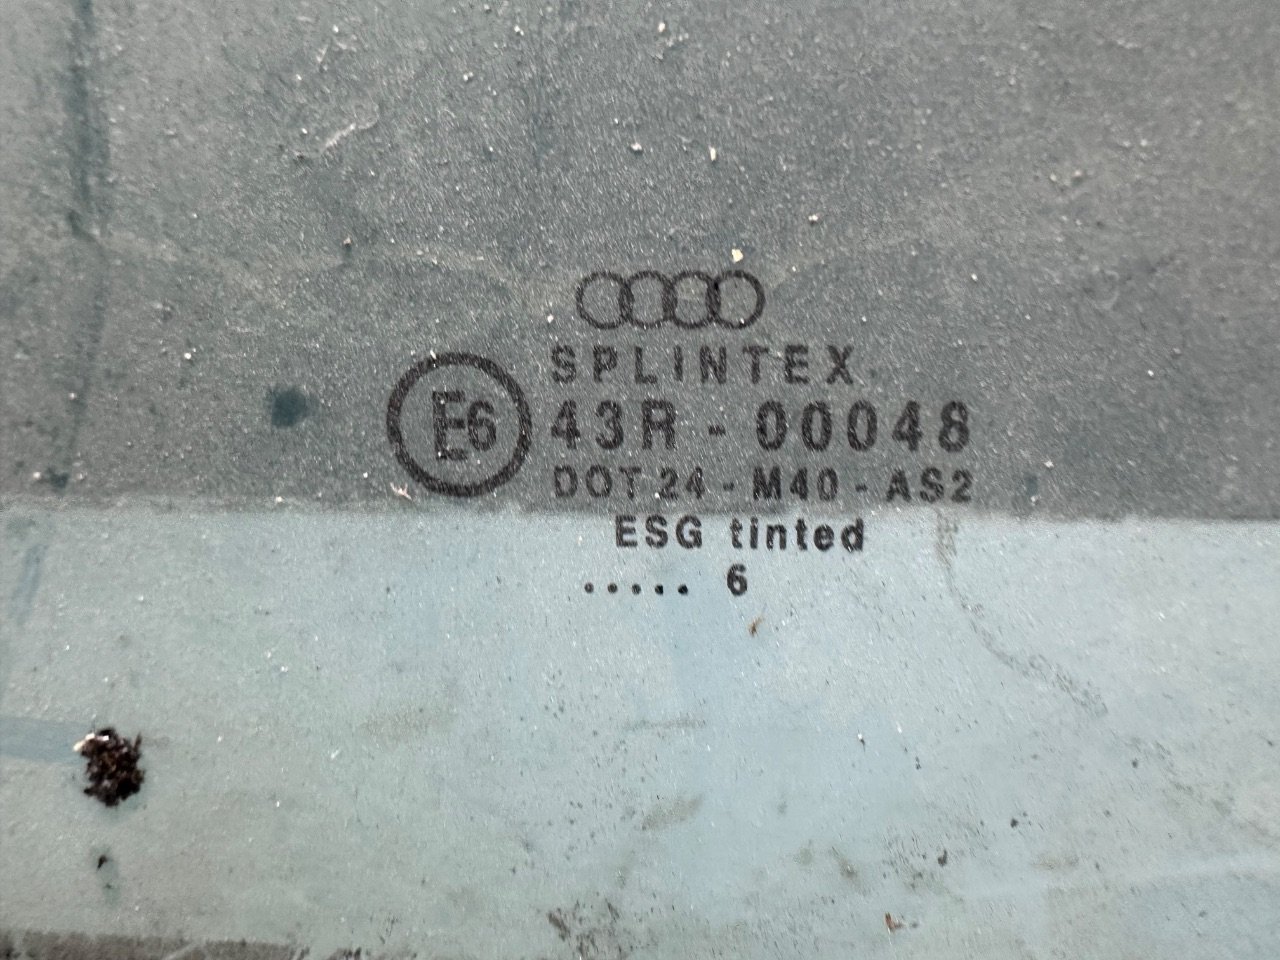 SPLINTEX
E6
43R - 00048
DOT 24 - M40 - AS2
ESG tinted
..... 6